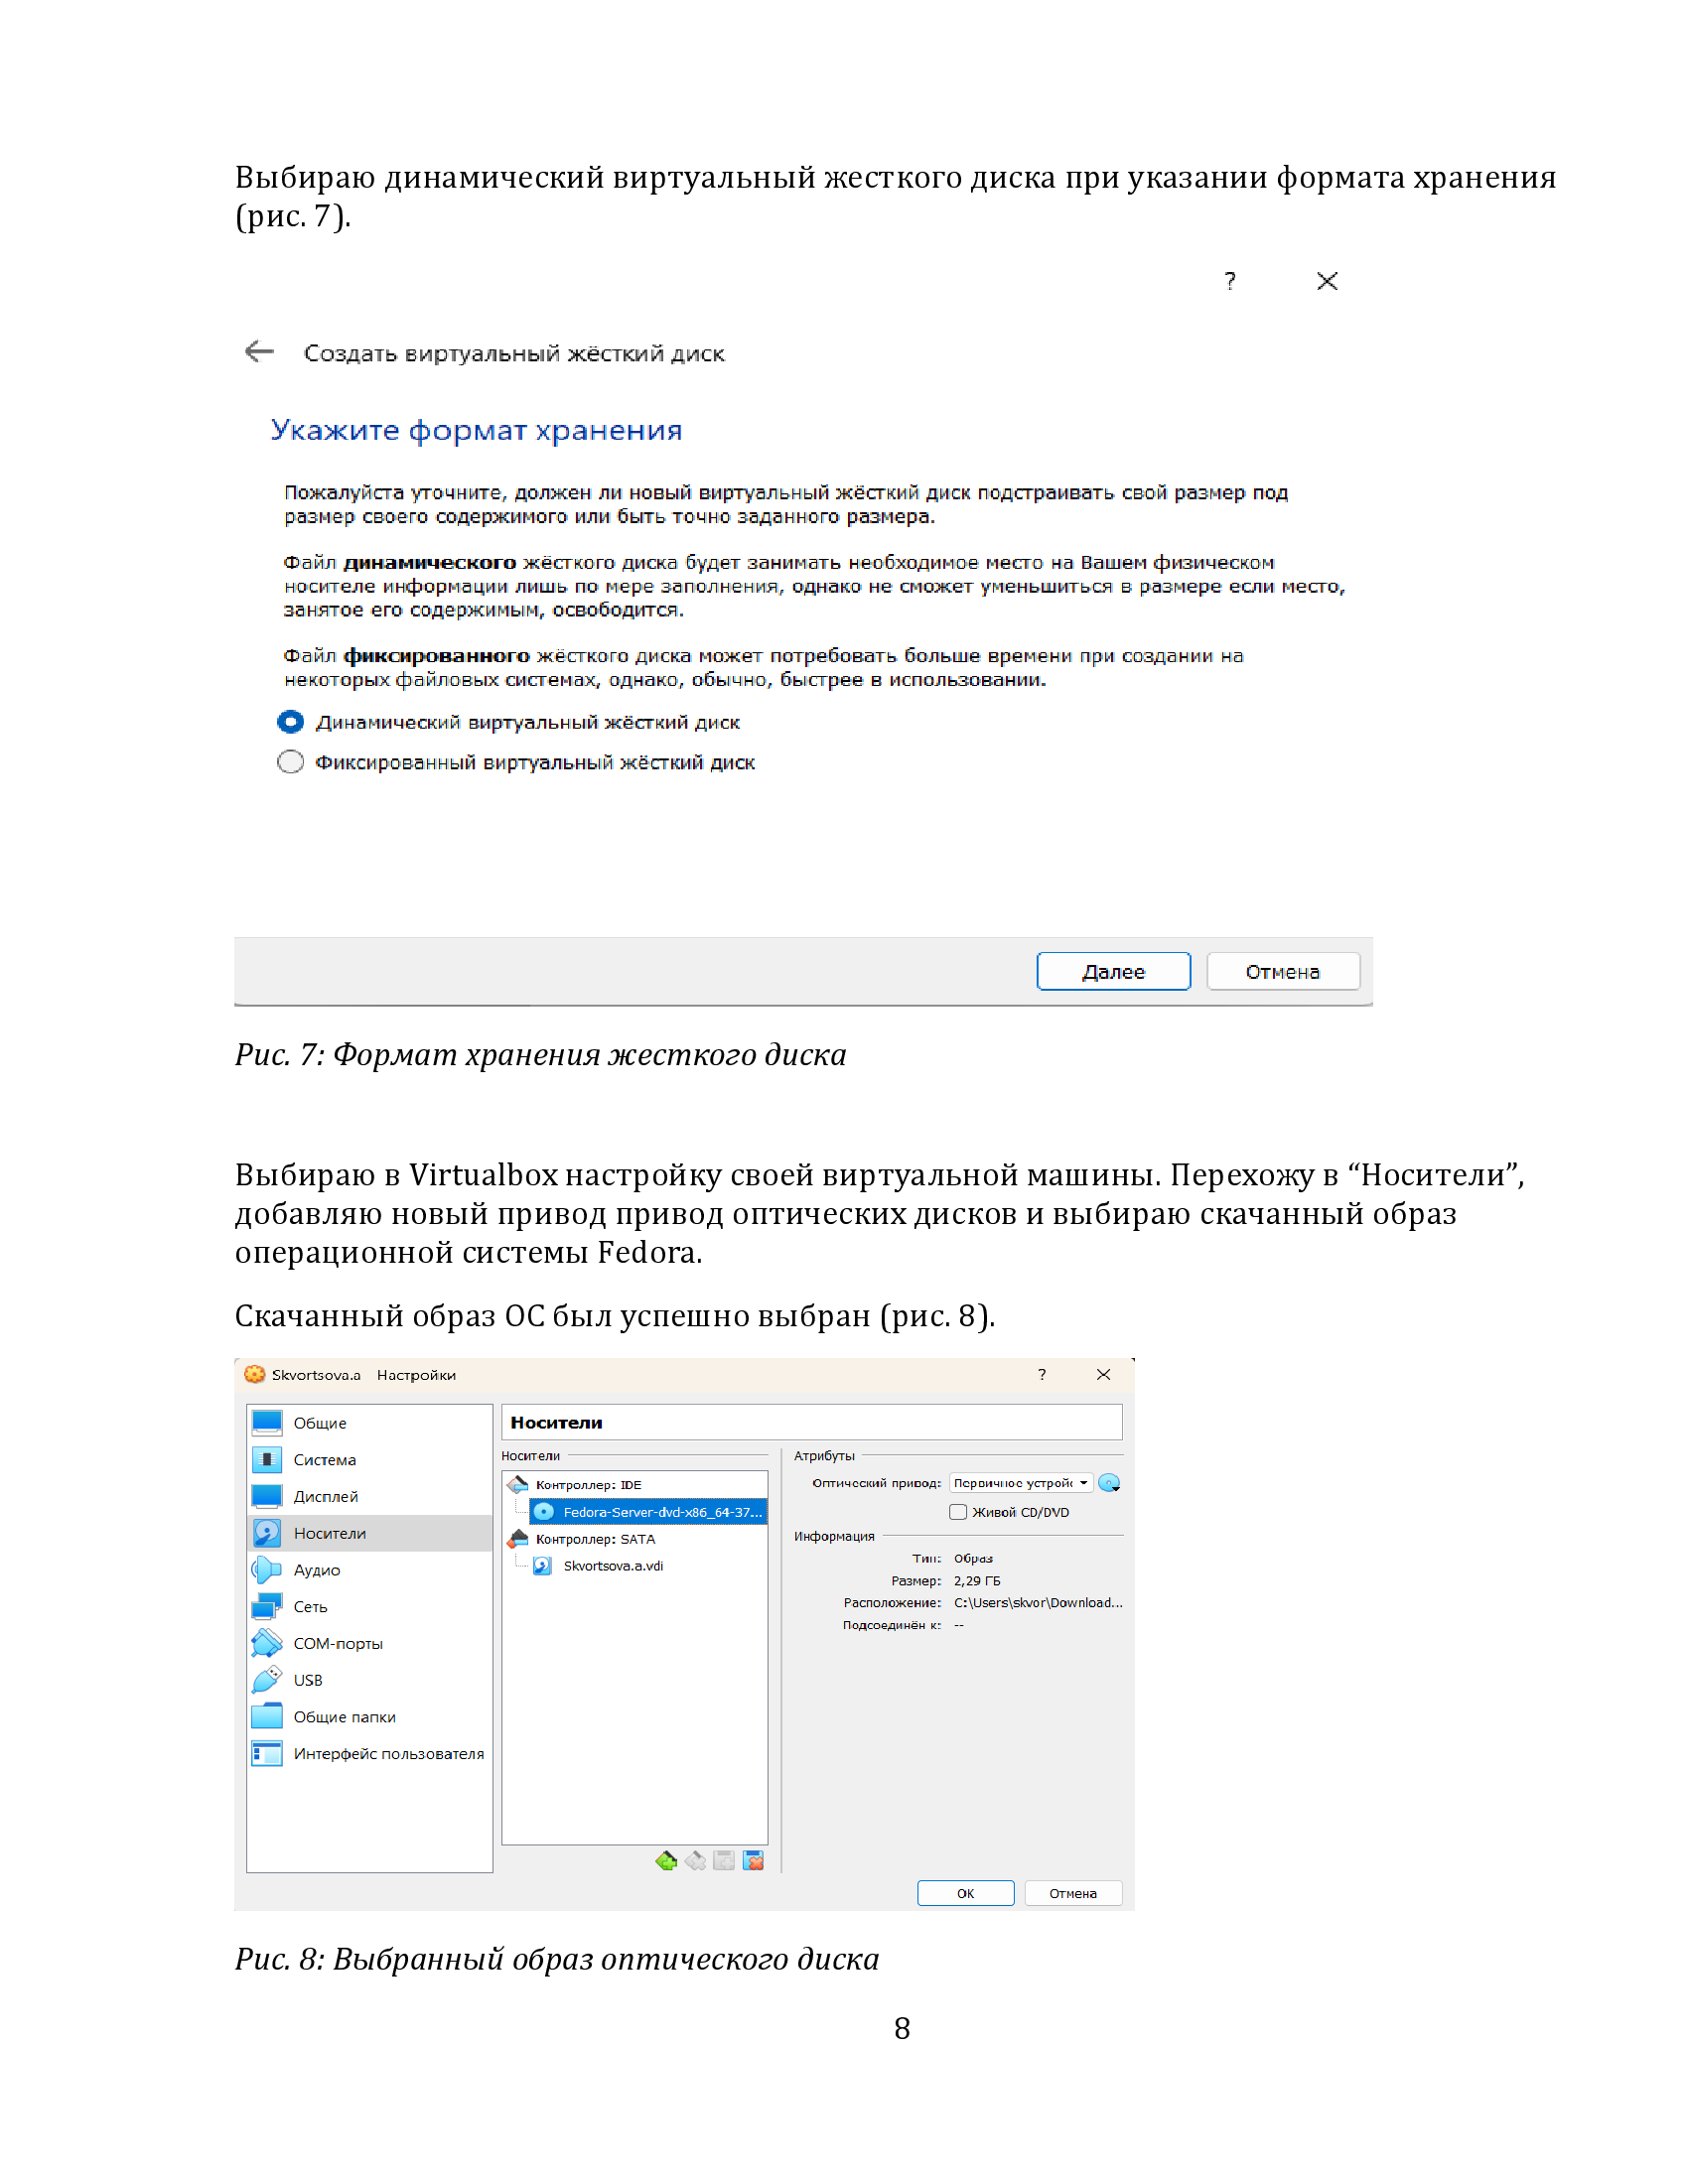 Выбираю динамический виртуальный жесткого диска при указании формата хранения
(рис. 7).
?
Создать виртуальный жёсткий диск
Укажите формат хранения
Пожалуйста уточните, должен ли новый виртуальный жёсткий диск подстраивать свой размер под
размер своего содержимого или быть точно заданного размера.
Файл динамического жёсткого диска будет занимать необходимое место на Вашем физическом
носителе информации лишь по мере заполнения, однако не сможет уменьшиться в размере если место,
занятое его содержимым, освободится.
Файл фиксированного жёсткого диска может потребовать больше времени при создании на
некоторых файловых системах, однако, обычно, быстрее в использовании.
Динамический виртуальный жёсткий диск
Фиксированный виртуальный жёсткий диск
Далее Отмена
Рис. 7: Формат хранения жесткого диска
Выбираю в Virtualbox настройку своей виртуальной машины. Перехожу в “Носители”,
добавляю новый привод привод оптических дисков и выбираю скачанный образ
операционной системы Fedora.
Скачанный образ ОС был успешно выбран (рис. 8).
Skvortsova.a Настройки ?
Общие
Система
Дисплей
Носители
Аудио
Сеть
COM-порты
USB
Общие папки
Интерфейс пользователя
Носители
Носители
Контроллер: IDE
Fedora-Server-dvd-x86_64-37...
Контроллер: SATA
Skvortsova.a.vdi
Атрибуты
Оптический привод: Первичное устройс
Живой CD/DVD
Информация
Тип: Образ
Размер: 2,29 ГБ
Расположение: C:\Users\skvor\Download...
Подсоединён к: --
OK Отмена
Рис. 8: Выбранный образ оптического диска
8